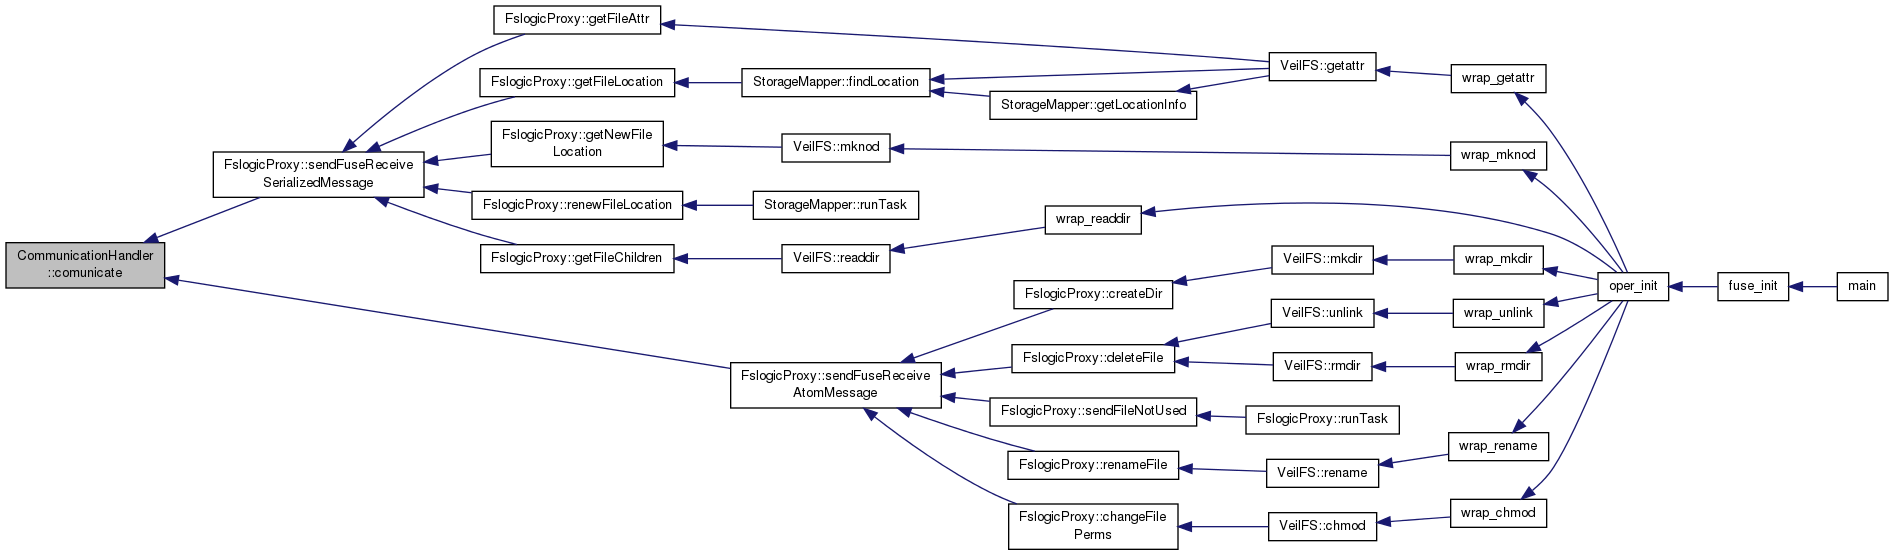 FslogicProxy::getFileAttr
FslogicProxy::getFileLocation
StorageMapper::findLocation
StorageMapper::getLocationInfo
VeilFS::getattr
wrap_getattr
FslogicProxy::getNewFile
Location
VeilFS::mknod
wrap_mknod
FslogicProxy::sendFuseReceive
SerializedMessage
FslogicProxy::renewFileLocation
StorageMapper::runTask
FslogicProxy::getFileChildren
VeilFS::readdir
wrap_readdir
CommunicationHandler
::comunicate
FslogicProxy::createDir
VeilFS::mkdir
wrap_mkdir
oper_init
fuse_init
main
VeilFS::unlink
wrap_unlink
FslogicProxy::deleteFile
VeilFS::rmdir
wrap_rmdir
FslogicProxy::sendFuseReceive
AtomMessage
FslogicProxy::sendFileNotUsed
FslogicProxy::runTask
FslogicProxy::renameFile
VeilFS::rename
wrap_rename
FslogicProxy::changeFile
Perms
VeilFS::chmod
wrap_chmod